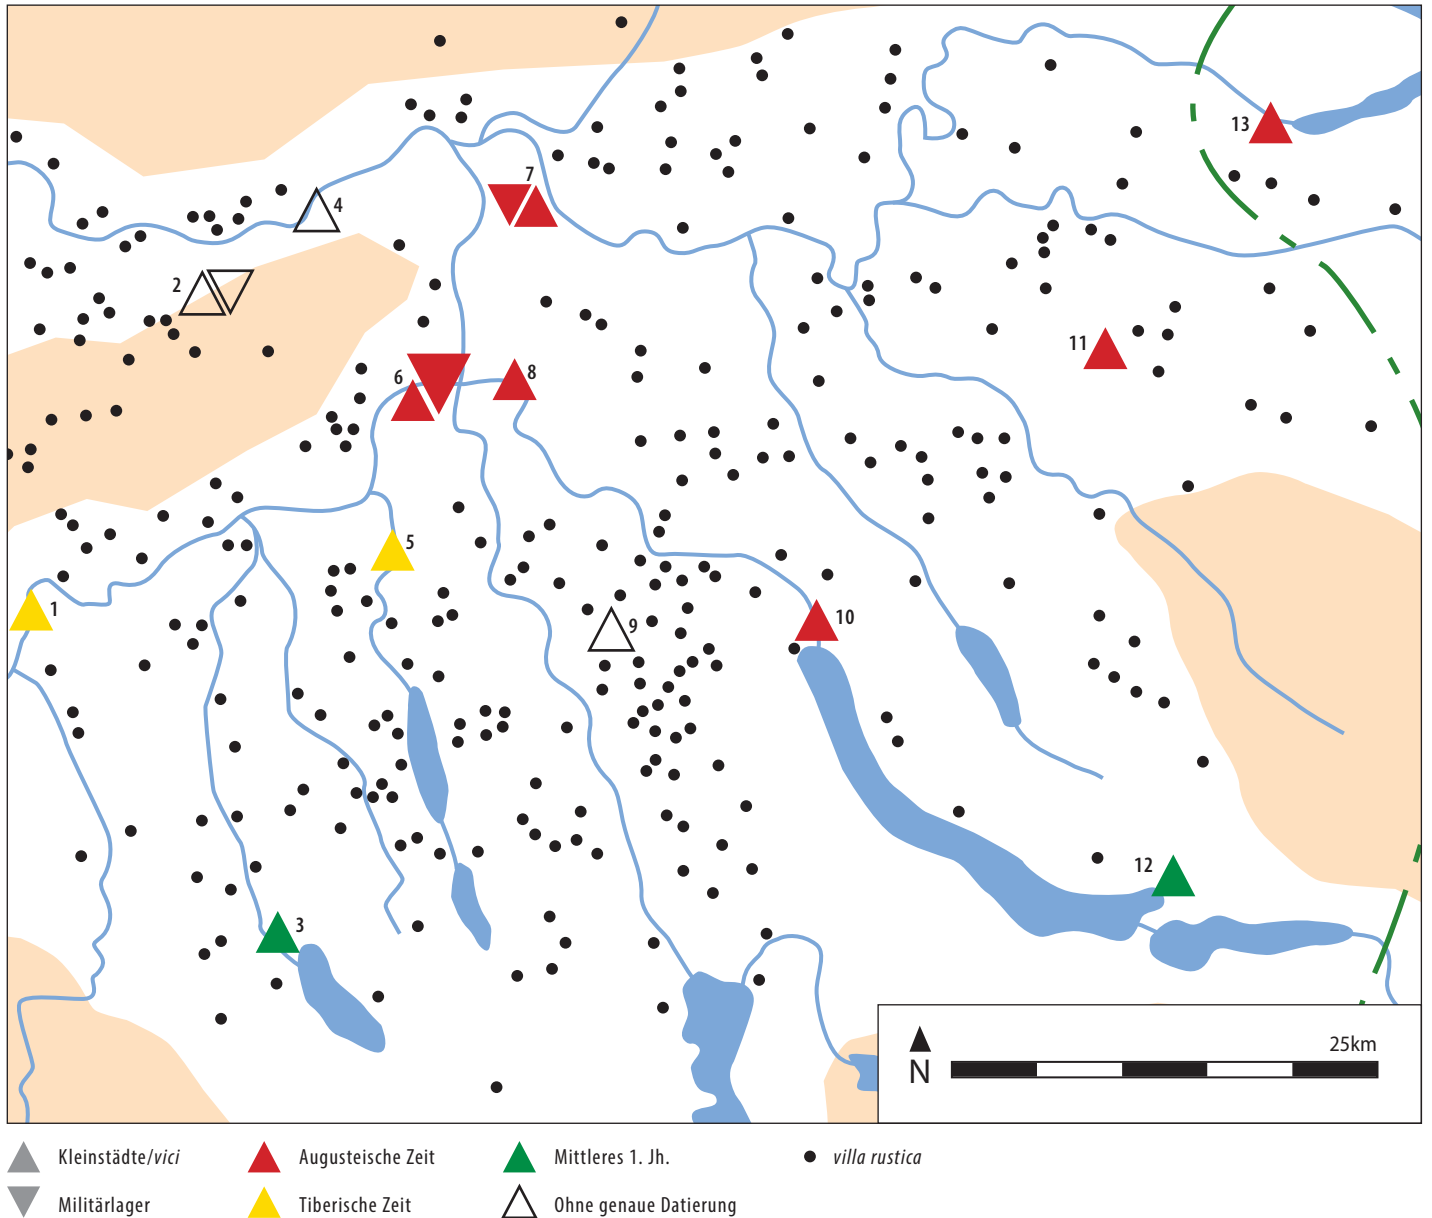 13
7
4
2
11
8
6
5
1
9
10
12
3
25km
N
Kleinstädte/vici
Augusteische Zeit
Mittleres 1. Jh.
villa rustica
Militärlager
Tiberische Zeit
Ohne genaue Datierung